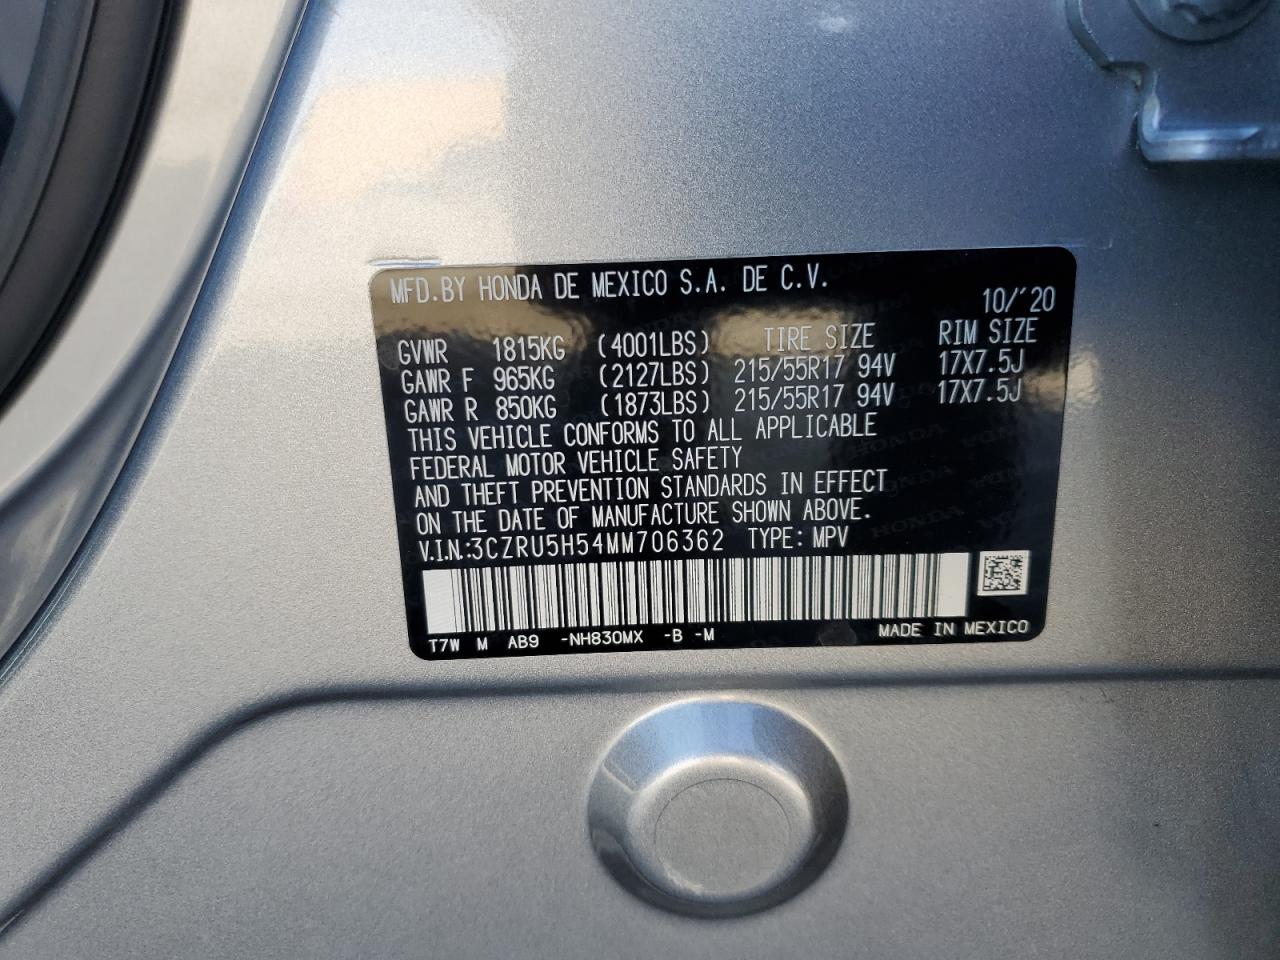 MFD.BY HONDA DE MEXICO S.A. DE C.V.
10/'20
GVWR 1815KG (4001LBS) TIRE SIZE RIM SIZE
GAWR F 965KG (2127LBS) 215/55R17 94V 17X7.5J
GAWR R 850KG (1873LBS) 215/55R17 94V 17X7.5J
THIS VEHICLE CONFORMS TO ALL APPLICABLE
FEDERAL MOTOR VEHICLE SAFETY
AND THEFT PREVENTION STANDARDS IN EFFECT
ON THE DATE OF MANUFACTURE SHOWN ABOVE.
V.I.N.:3CZRU5H54MM706362 TYPE: MPV
T7W M AB9 -NH830MX -B -M MADE IN MEXICO